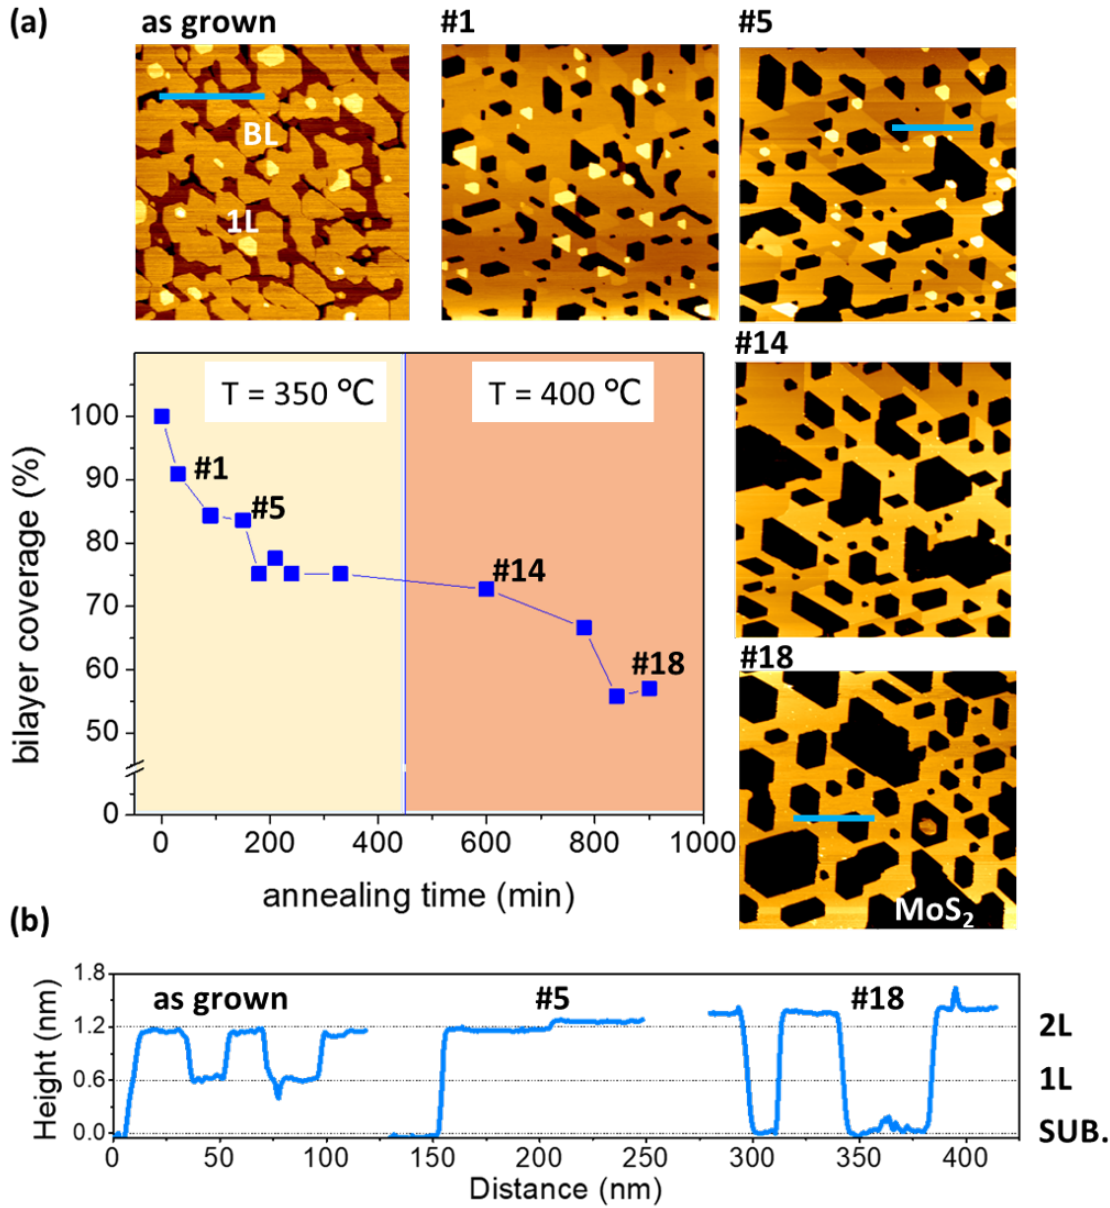 (a)
as grown
#1
#5
BL
1L
T = 350 ℃
T = 400 ℃
100
90
80
70
60
50
0
bilayer coverage (%)
#1
#5
#14
#18
0 200 400 600 800 1000
annealing time (min)
#14
#18
MoS₂
(b)
as grown
#5
#18
1.8
1.2
0.6
0.0
Height (nm)
2L
1L
SUB.
0 50 100 150 200 250 300 350 400
Distance (nm)